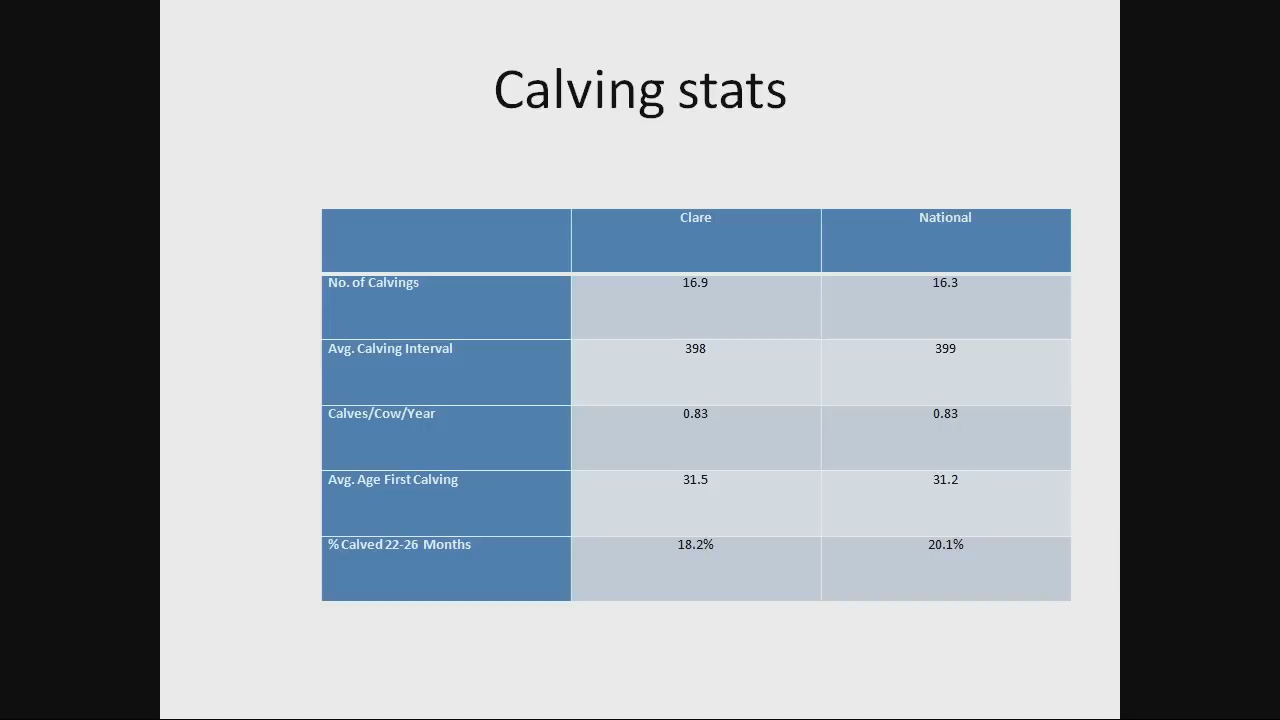 Calving stats
Clare National
No. of Calvings 16.9 16.3
Avg. Calving Interval 398 399
Calves/Cow/Year 0.83 0.83
Avg. Age First Calving 31.5 31.2
% Calved 22-26 Months 18.2% 20.1%